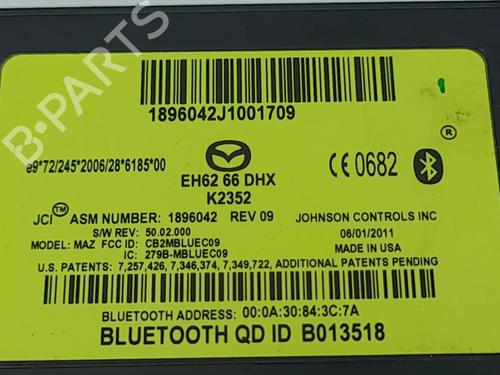 1896042J1001709
1
e9*72/245*2006/28*6185*00
EH62 66 DHX
K2352
CE 0682
®
JCI™ ASM NUMBER: 1896042 REV 09
S/W REV: 50.02.000
MODEL: MAZ FCC ID: CB2MBLUEC09
IC: 279B-MBLUEC09
JOHNSON CONTROLS INC
06/01/2011
MADE IN USA
U.S. PATENTS: 7,257,426, 7,346,374, 7,349,722, ADDITIONAL PATENTS PENDING
BLUETOOTH ADDRESS: 00:0A:30:84:3C:7A
BLUETOOTH QD ID B013518
B-PARTS